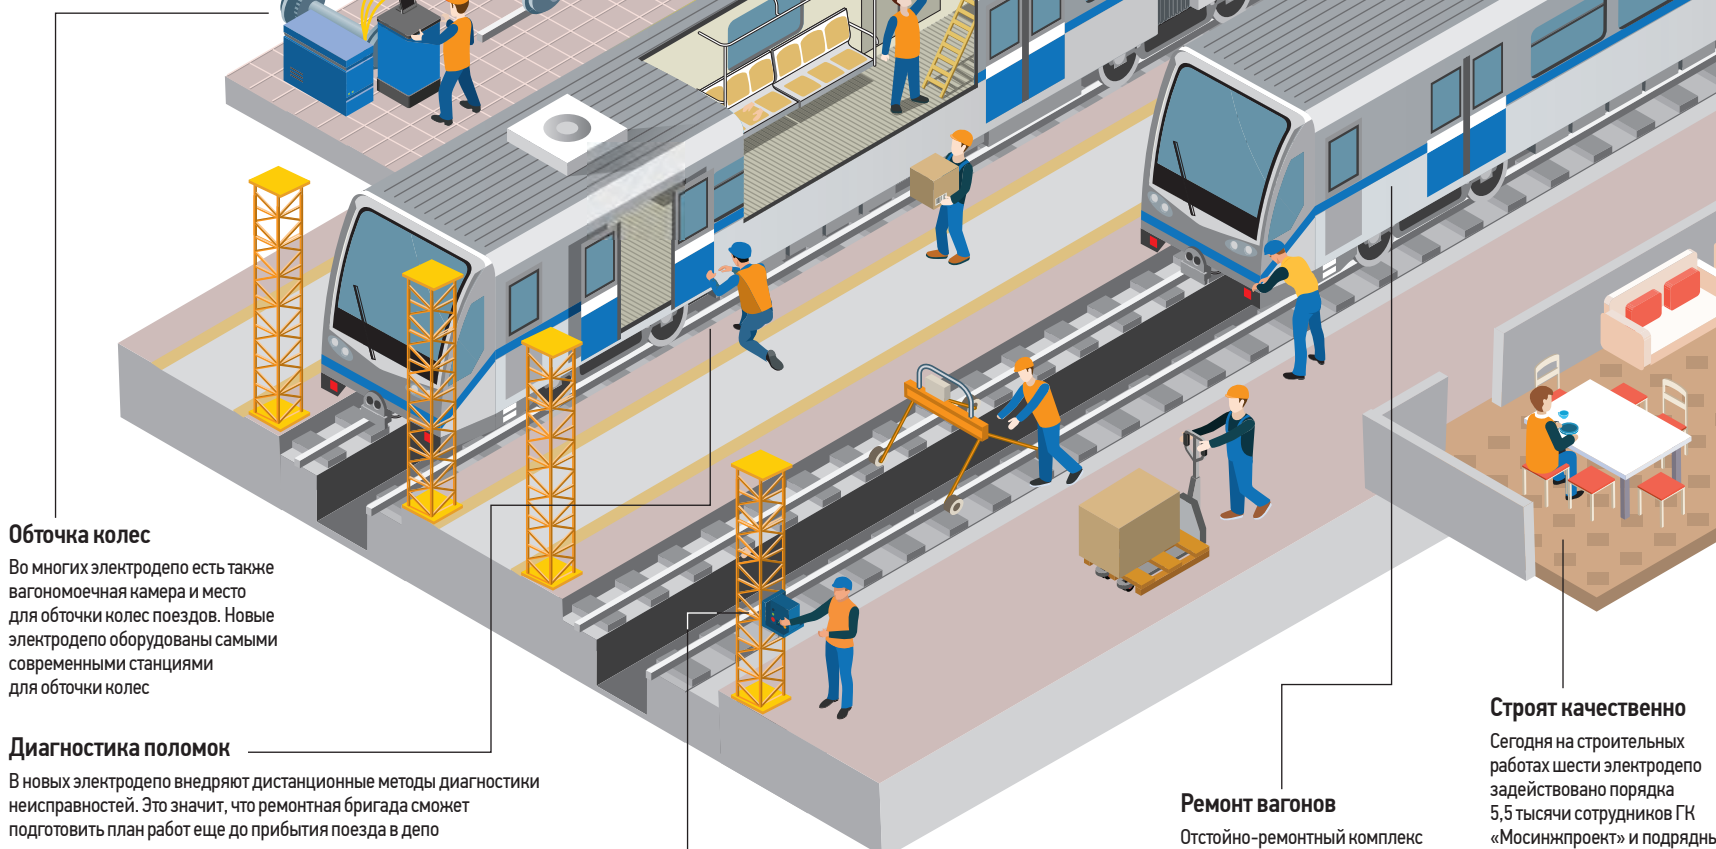 Обточка колес
Во многих электродепо есть также
вагономоечная камера и место
для обточки колес поездов. Новые
электродепо оборудованы самыми
современными станциями
для обточки колес
Диагностика поломок
В новых электродепо внедряют дистанционные методы диагностики
неисправностей. Это значит, что ремонтная бригада сможет
подготовить план работ еще до прибытия поезда в депо
Ремонт вагонов
Отстойно-ремонтный комплекс
Строят качественно
Сегодня на строительных
работах шести электродепо
задействовано порядка
5,5 тысячи сотрудников ГК
«Мосинжпроект» и подрядны